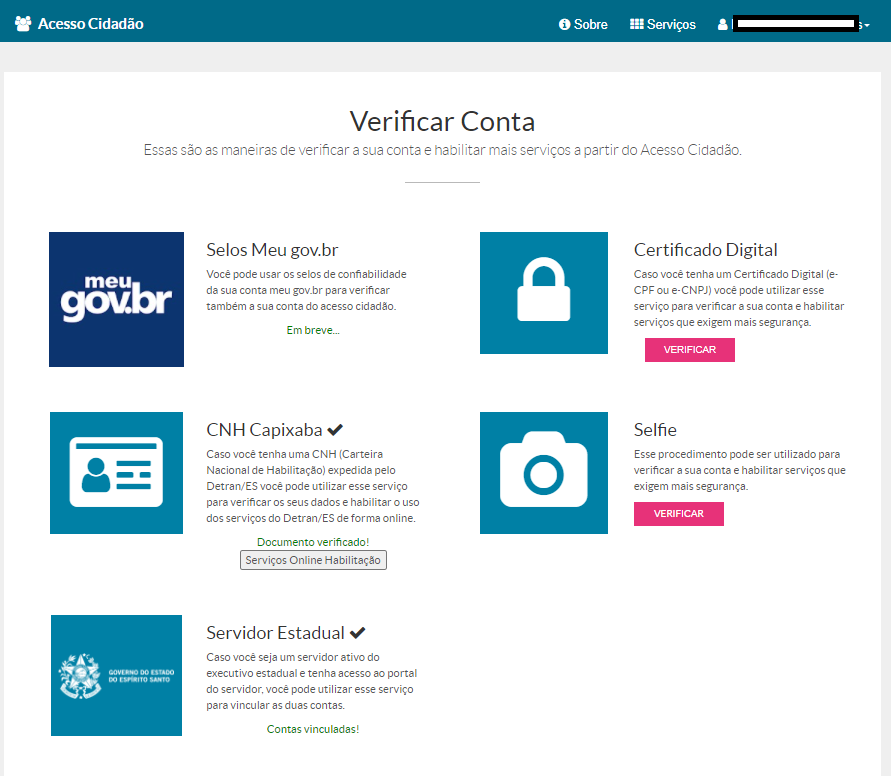 Acesso Cidadão
Sobre
Serviços
Verificar Conta
Essas são as maneiras de verificar a sua conta e habilitar mais serviços a partir do Acesso Cidadão.
meu
gov.br
Selos Meu gov.br
Você pode usar os selos de confiabilidade
da sua conta meu gov.br para verificar
também a sua conta do acesso cidadão.
Em breve...
Certificado Digital
Caso você tenha um Certificado Digital (e-
CPF ou e-CNPJ) você pode utilizar esse
serviço para verificar a sua conta e habilitar
serviços que exigem mais segurança.
VERIFICAR
CNH Capixaba
Caso você tenha uma CNH (Carteira
Nacional de Habilitação) expedida pelo
Detran/ES você pode utilizar esse serviço
para verificar os seus dados e habilitar o uso
dos serviços do Detran/ES de forma online.
Documento verificado!
Serviços Online Habilitação
Selfie
Esse procedimento pode ser utilizado para
verificar a sua conta e habilitar serviços que
exigem mais segurança.
VERIFICAR
GOVERNO DO ESTADO
DO ESPÍRITO SANTO
Servidor Estadual
Caso você seja um servidor ativo do
executivo estadual e tenha acesso ao portal
do servidor, você pode utilizar esse serviço
para vincular as duas contas.
Contas vinculadas!